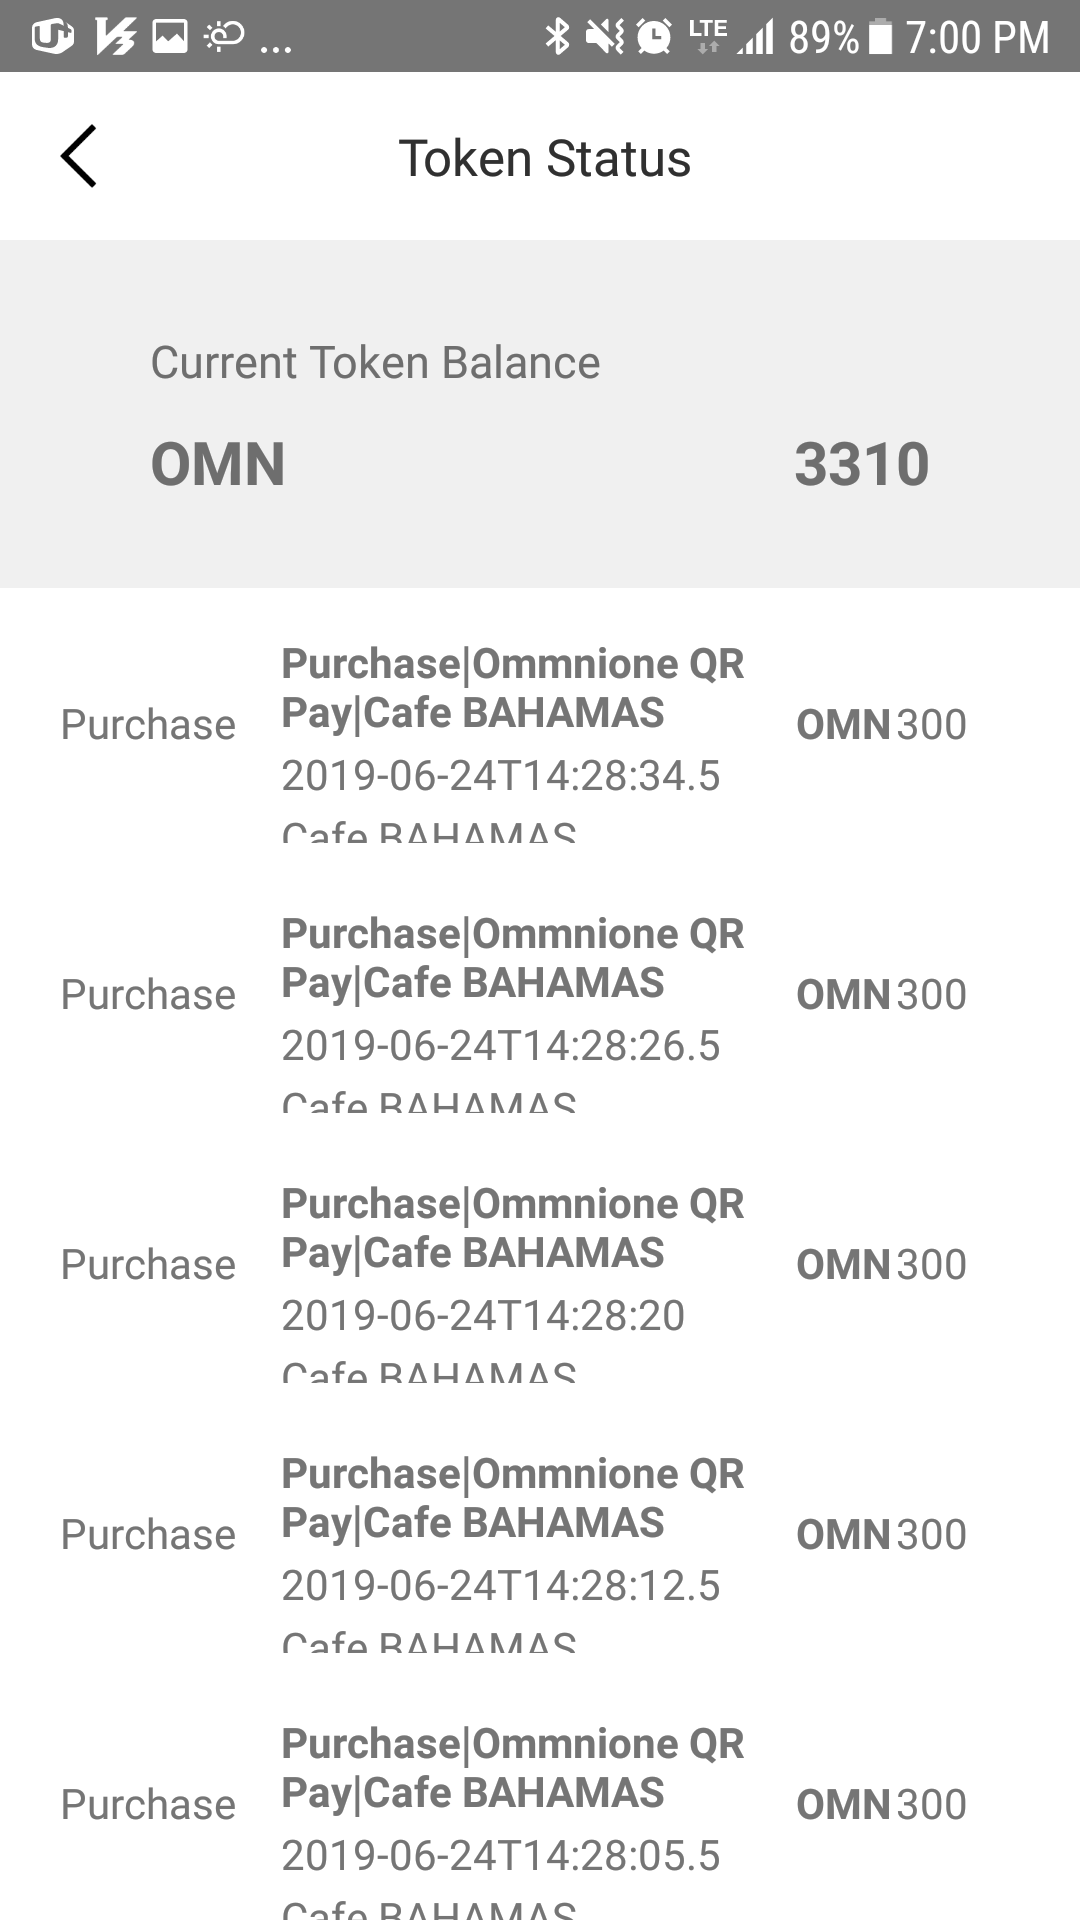 LTE 89% 7:00 PM
Token Status
Current Token Balance
OMN 3310
Purchase|Ommnione QR
Pay|Cafe BAHAMAS
Purchase OMN 300
2019-06-24T14:28:34.5
Cafe BAHAMAS
Purchase|Ommnione QR
Pay|Cafe BAHAMAS
Purchase OMN 300
2019-06-24T14:28:26.5
Cafe BAHAMAS
Purchase|Ommnione QR
Pay|Cafe BAHAMAS
Purchase OMN 300
2019-06-24T14:28:20
Cafe BAHAMAS
Purchase|Ommnione QR
Pay|Cafe BAHAMAS
Purchase OMN 300
2019-06-24T14:28:12.5
Cafe BAHAMAS
Purchase|Ommnione QR
Pay|Cafe BAHAMAS
Purchase OMN 300
2019-06-24T14:28:05.5
Cafe BAHAMAS